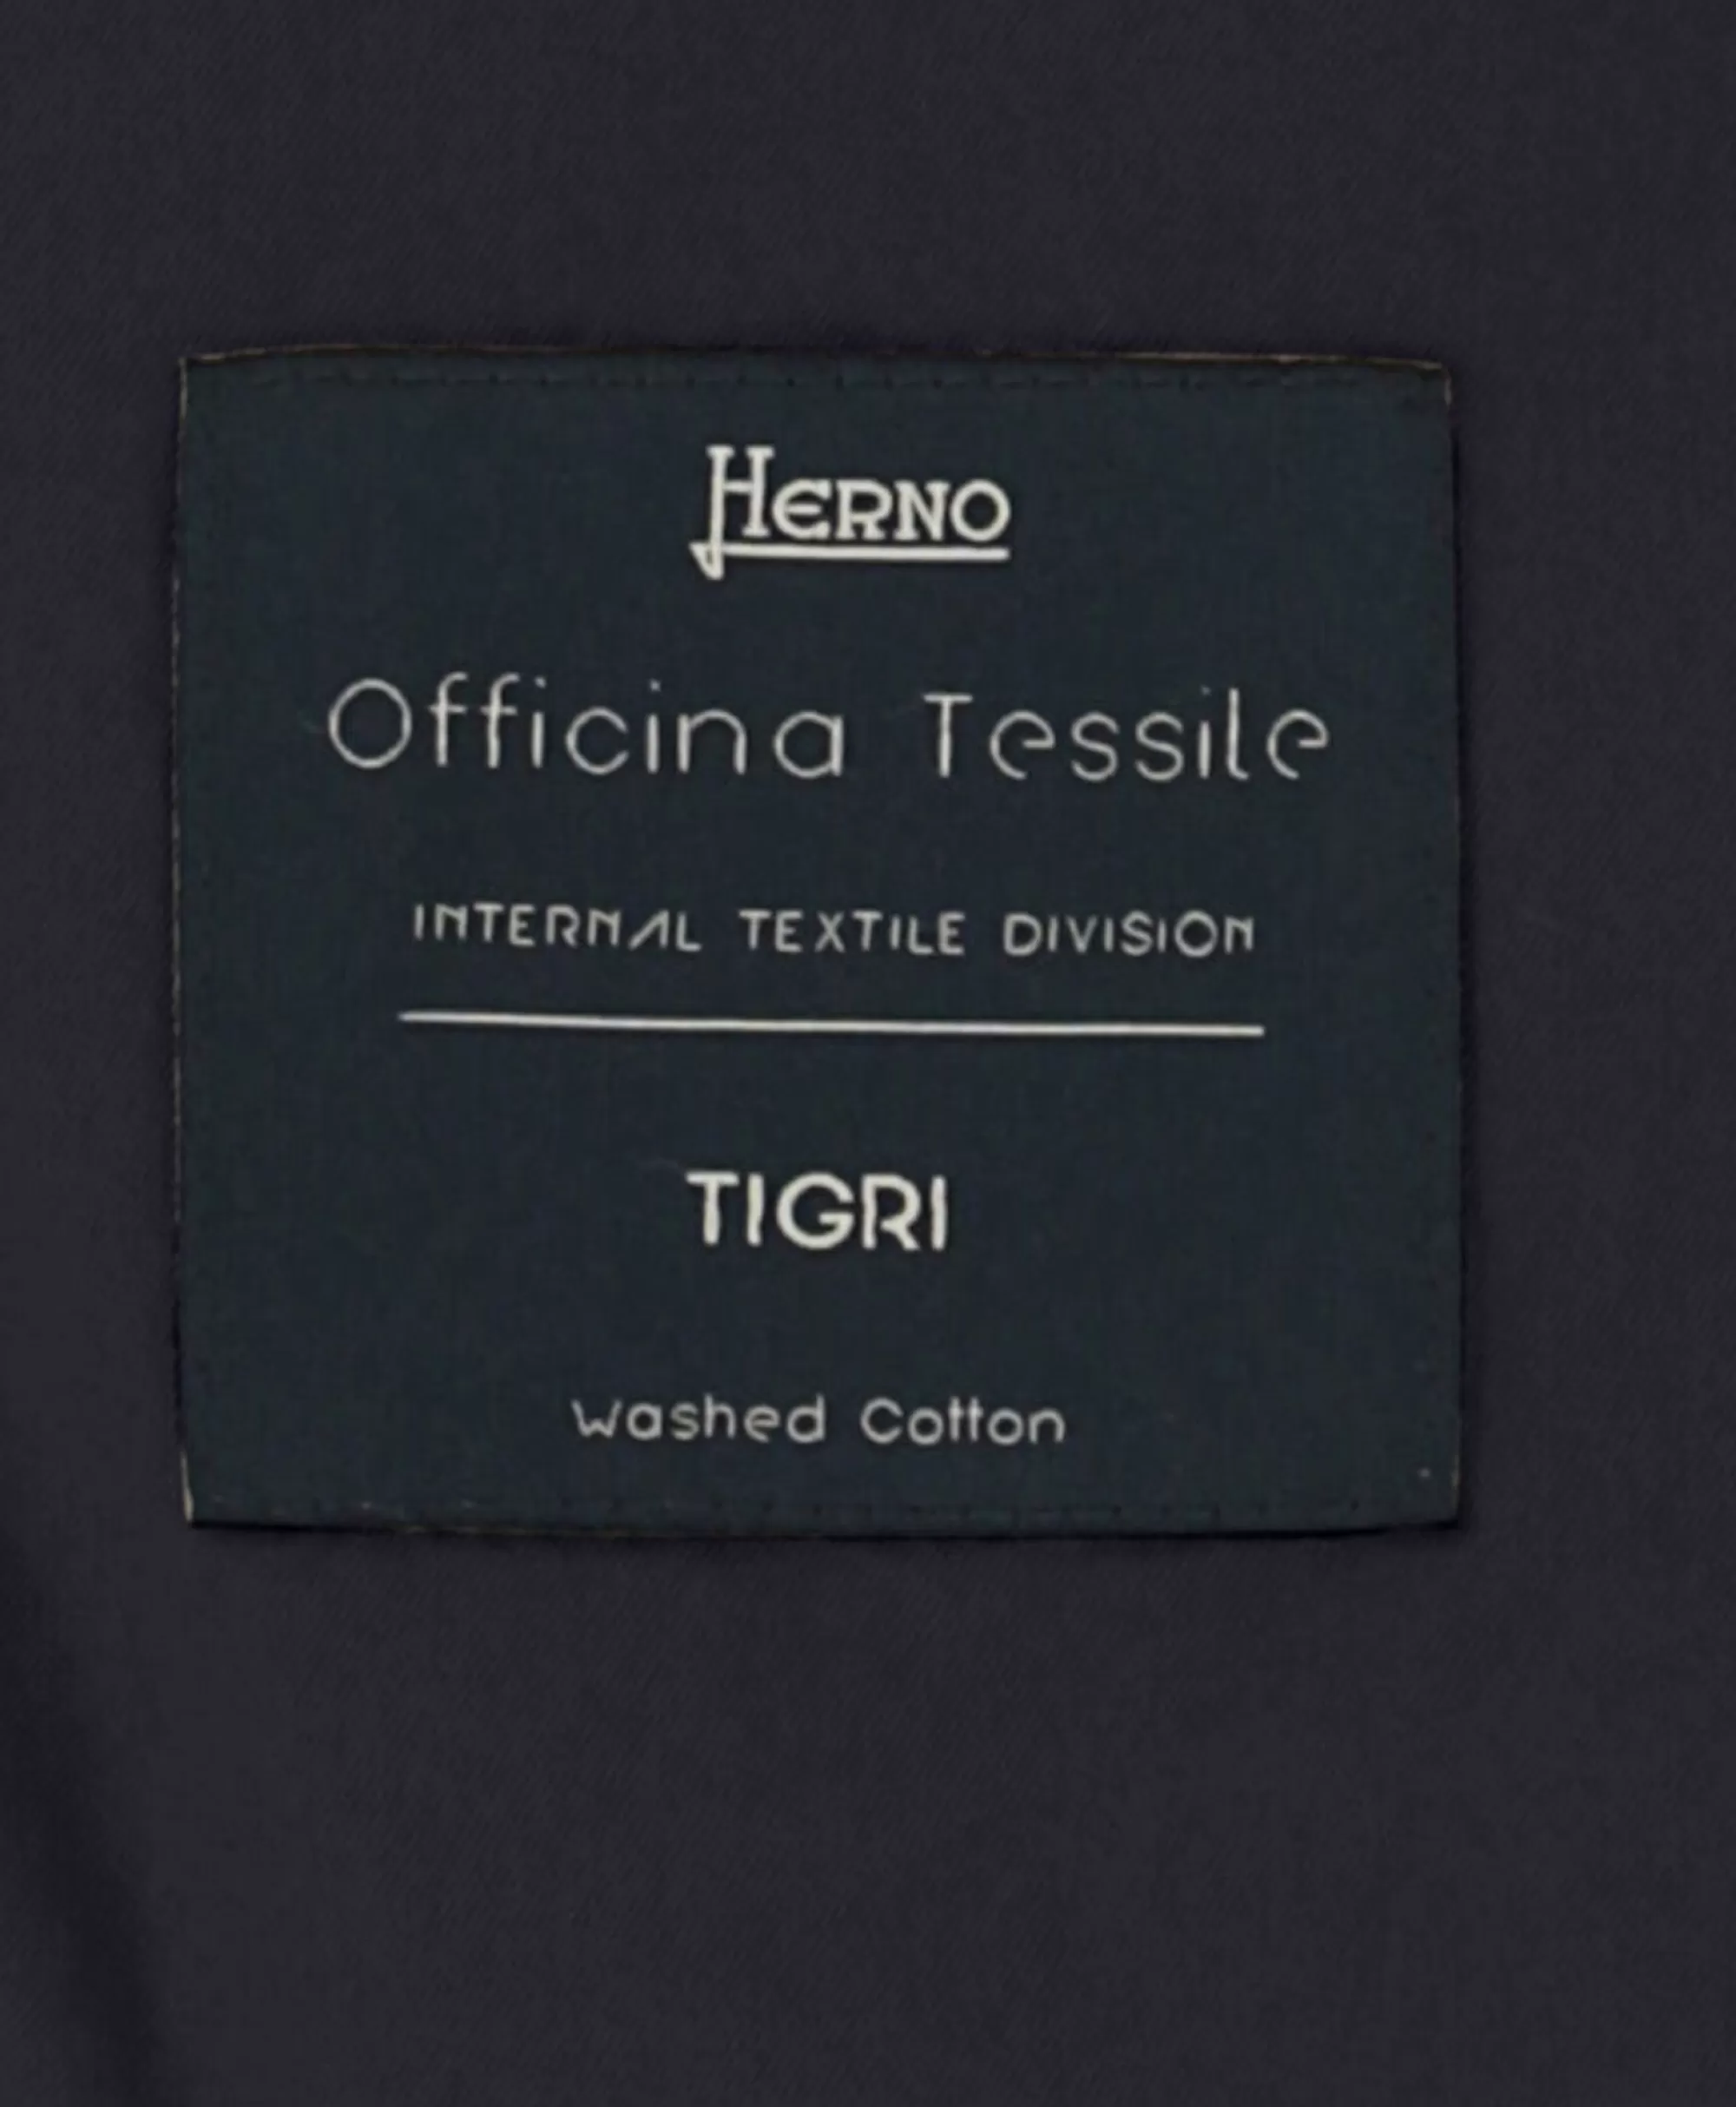 HERNO
Officina Tessile
INTERNAL TEXTILE DIVISION
TIGRI
Washed Cotton